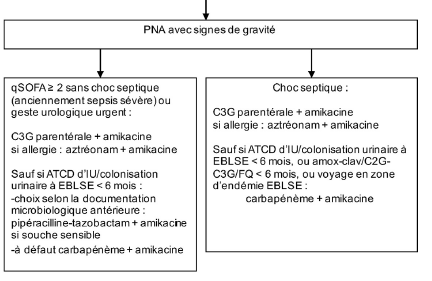 PNA avec signes de gravité
qSOFA ≥ 2 sans choc septique
(anciennement sepsis sévère) ou
geste urologique urgent :
C3G parentérale + amikacine
si allergie : aztréonam + amikacine
Sauf si ATCD d'IU/colonisation
urinaire à EBLSE < 6 mois :
-choix selon la documentation
microbiologique antérieure :
pipéracilline-tazobactam + amikacine
si souche sensible
-à défaut carbapénème + amikacine
Choc septique :
C3G parentérale + amikacine
si allergie : aztréonam + amikacine
Sauf si ATCD d'IU/colonisation urinaire à
EBLSE < 6 mois, ou amox-clav/C2G-
C3G/FQ < 6 mois, ou voyage en zone
d'endémie EBLSE :
carbapénème + amikacine